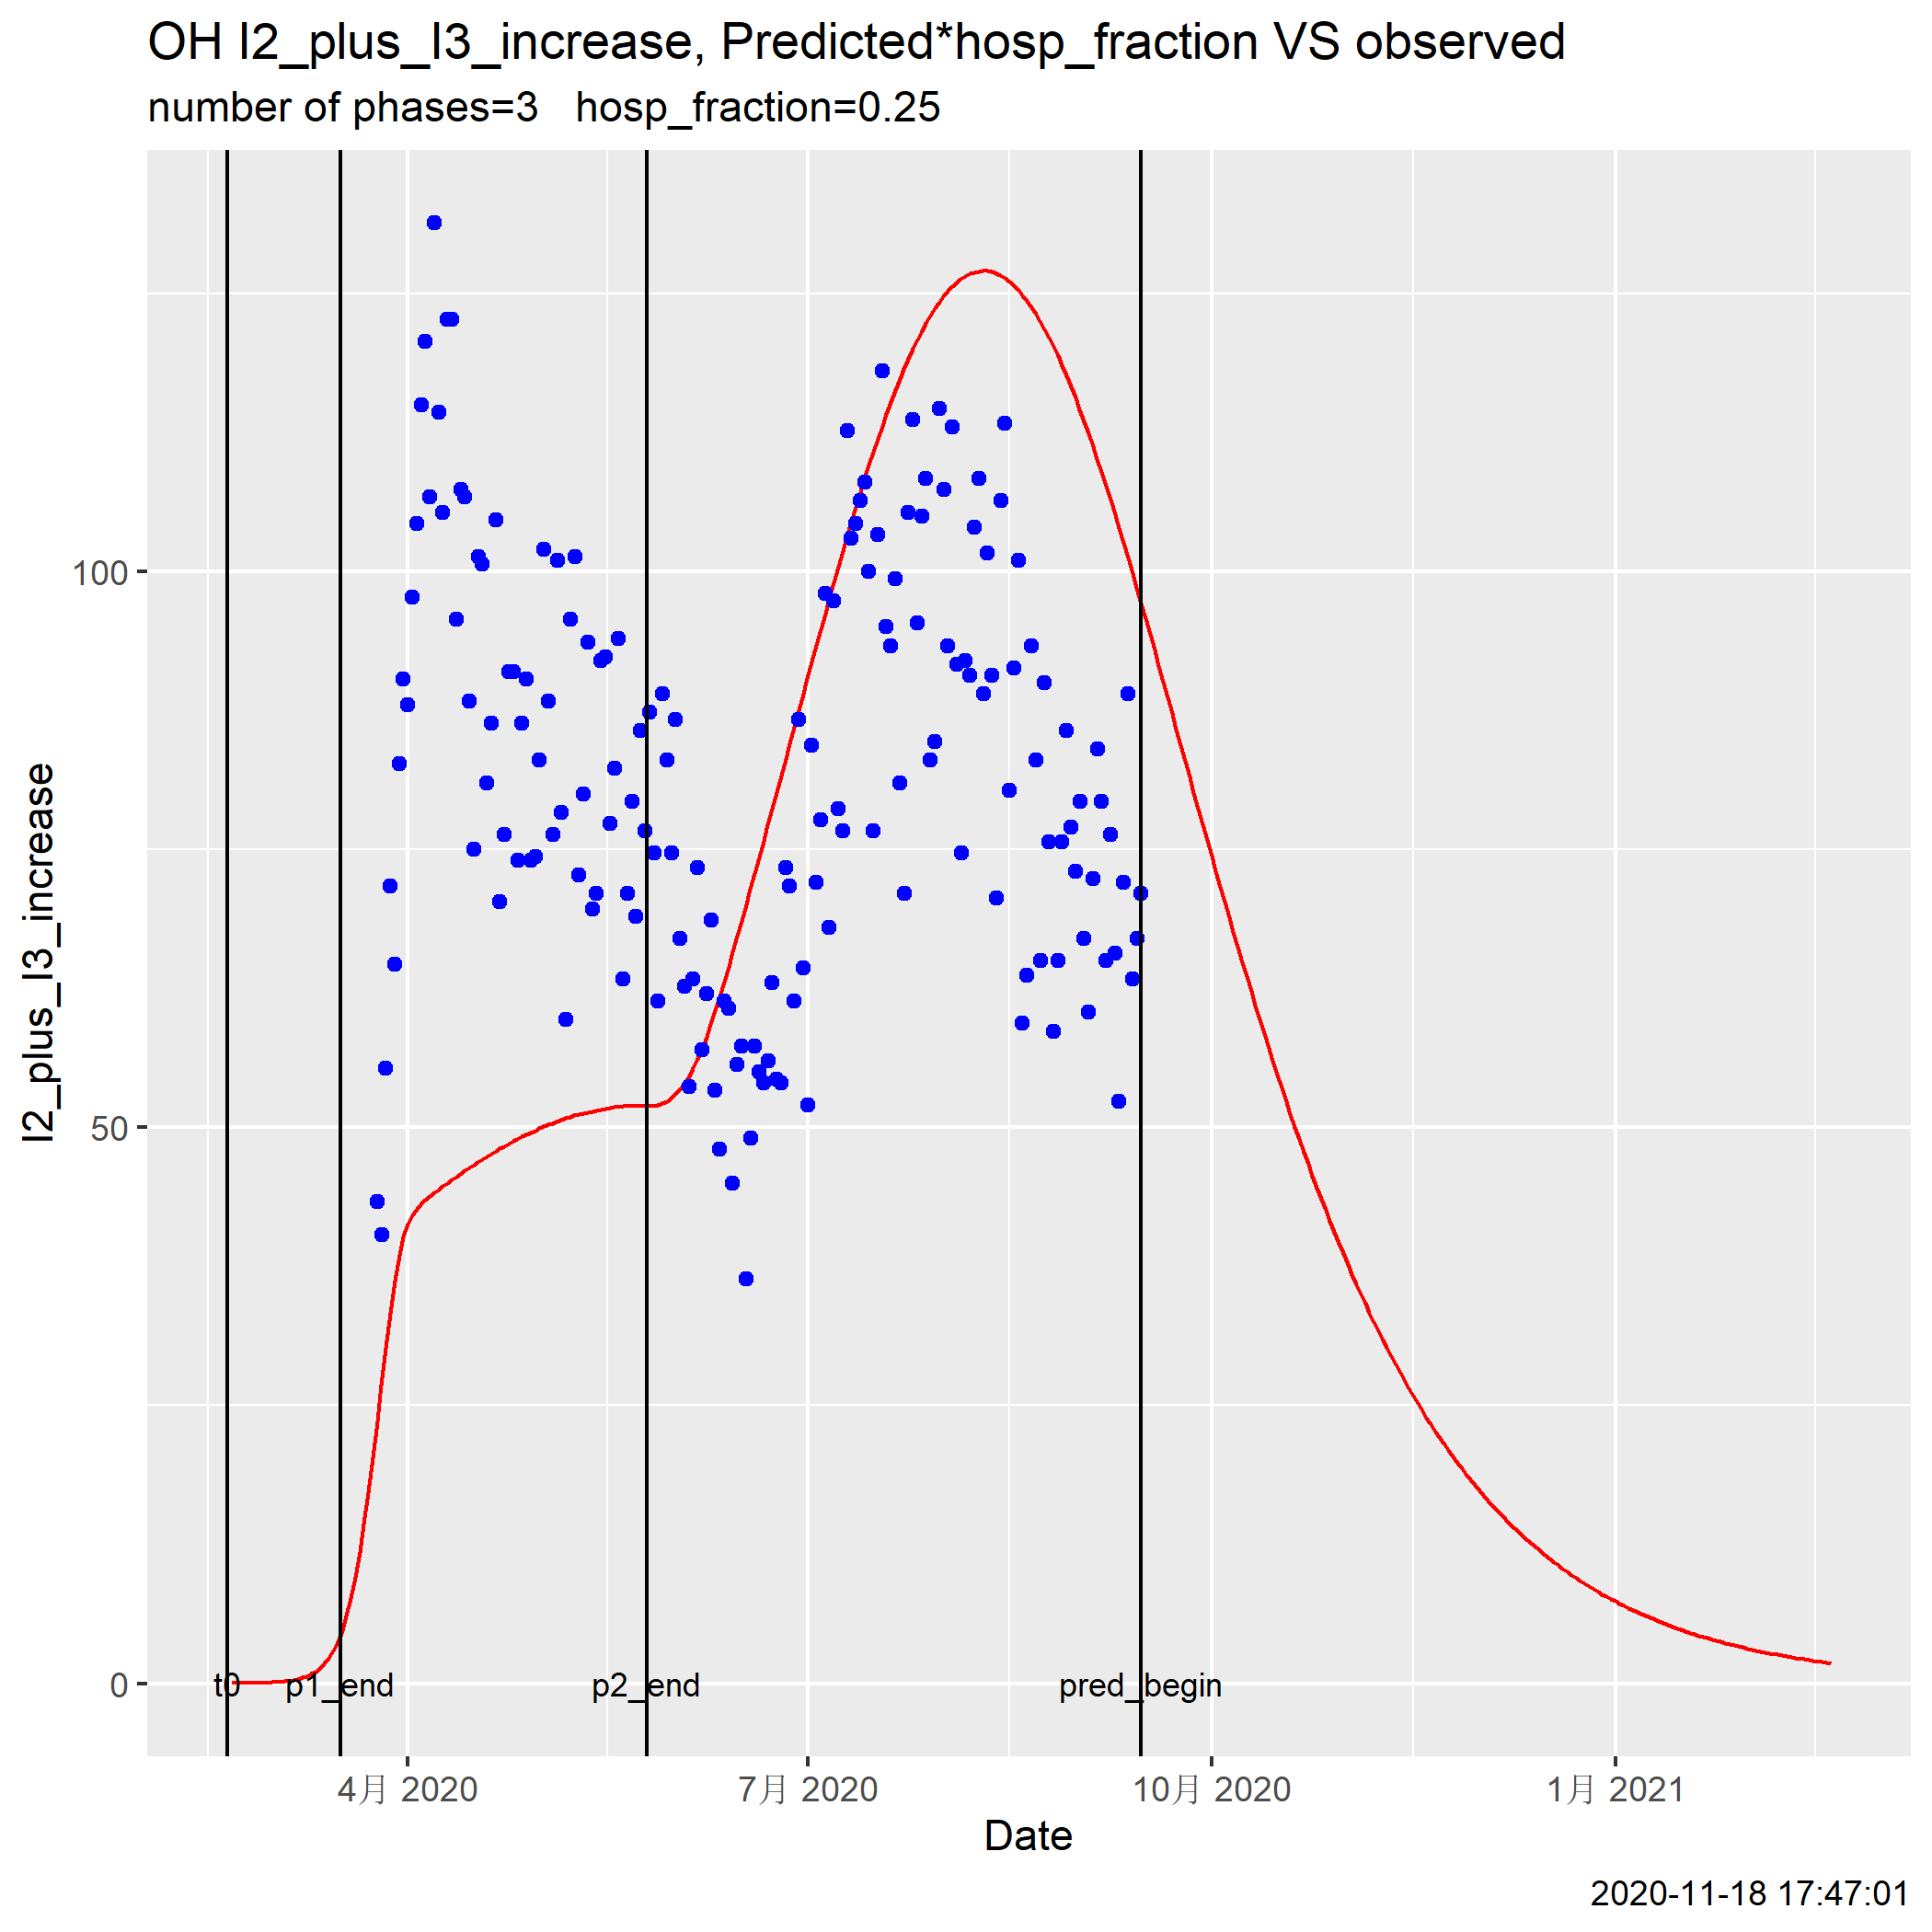 OH I2_plus_I3_increase, Predicted*hosp_fraction VS observed
number of phases=3   hosp_fraction=0.25
I2_plus_I3_increase
100
50
0
t0
p1_end
p2_end
pred_begin
4月 2020
7月 2020
10月 2020
1月 2021
Date
2020-11-18 17:47:01